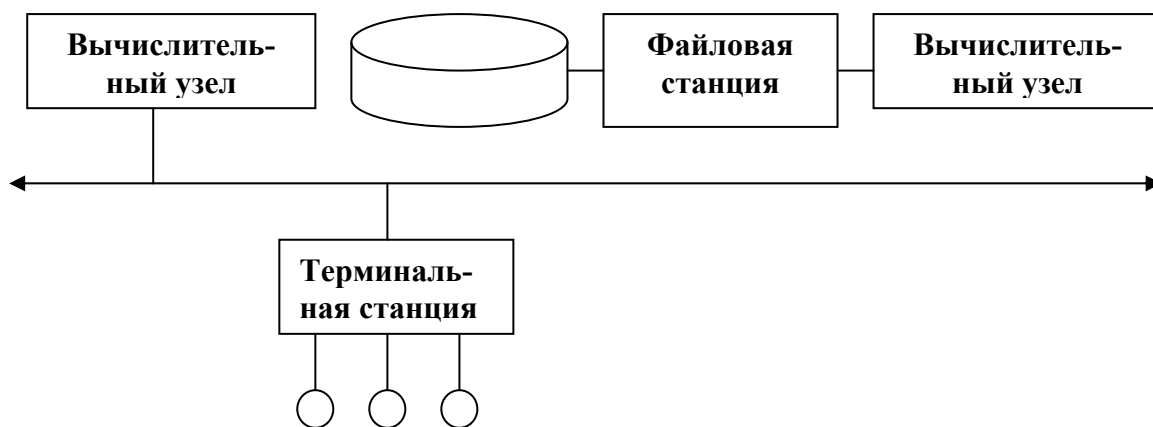 Вычислитель-
ный узел
Файловая
станция
Вычислитель-
ный узел
Терминаль-
ная станция